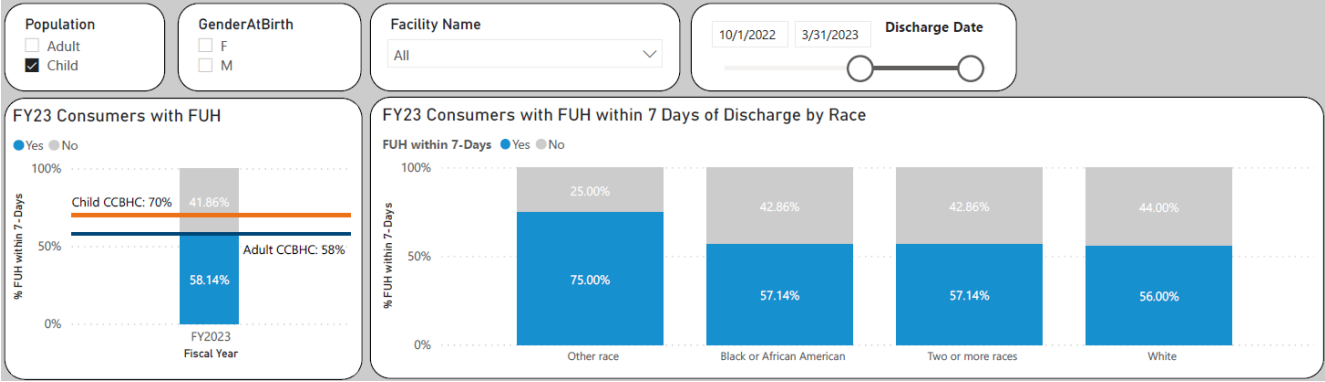 Population
Adult
Child
GenderAtBirth
F
M
Facility Name
All
10/1/2022
3/31/2023
Discharge Date
FY23 Consumers with FUH
Yes No
100%
50%
0%
% FUH within 7-Days
Child CCBHC: 70%
41.86%
Adult CCBHC: 58%
58.14%
FY2023
Fiscal Year
FY23 Consumers with FUH within 7 Days of Discharge by Race
FUH within 7-Days Yes No
100%
50%
0%
% FUH within 7-Days
25.00%
42.86%
42.86%
44.00%
75.00%
57.14%
57.14%
56.00%
Other race
Black or African American
Two or more races
White